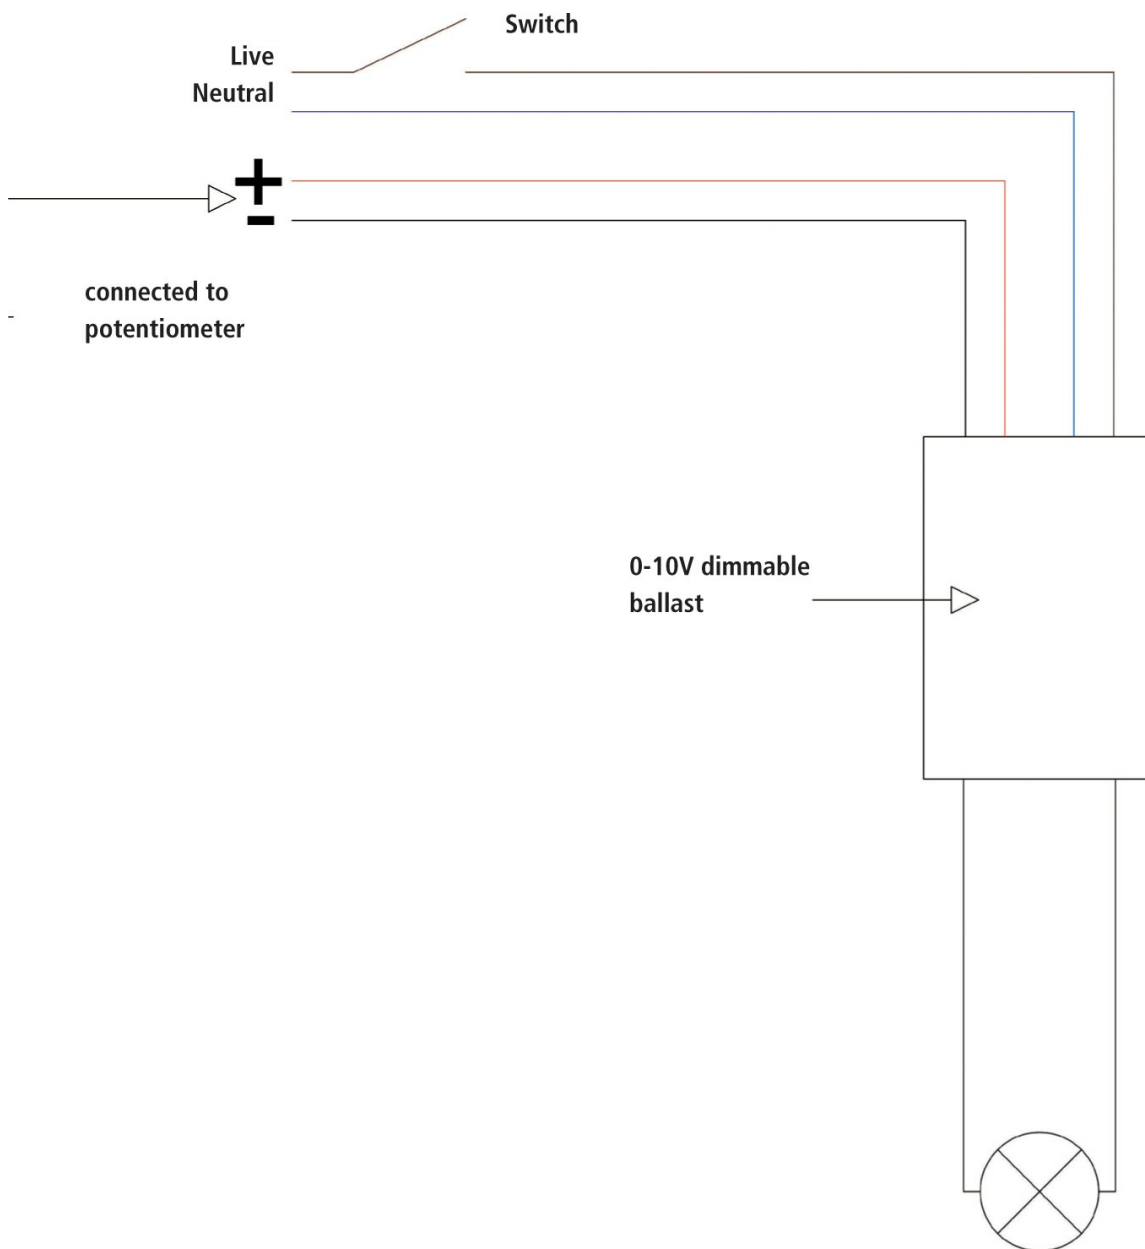 Switch
Live
Neutral
+
-
connected to
potentiometer
0-10V dimmable
ballast